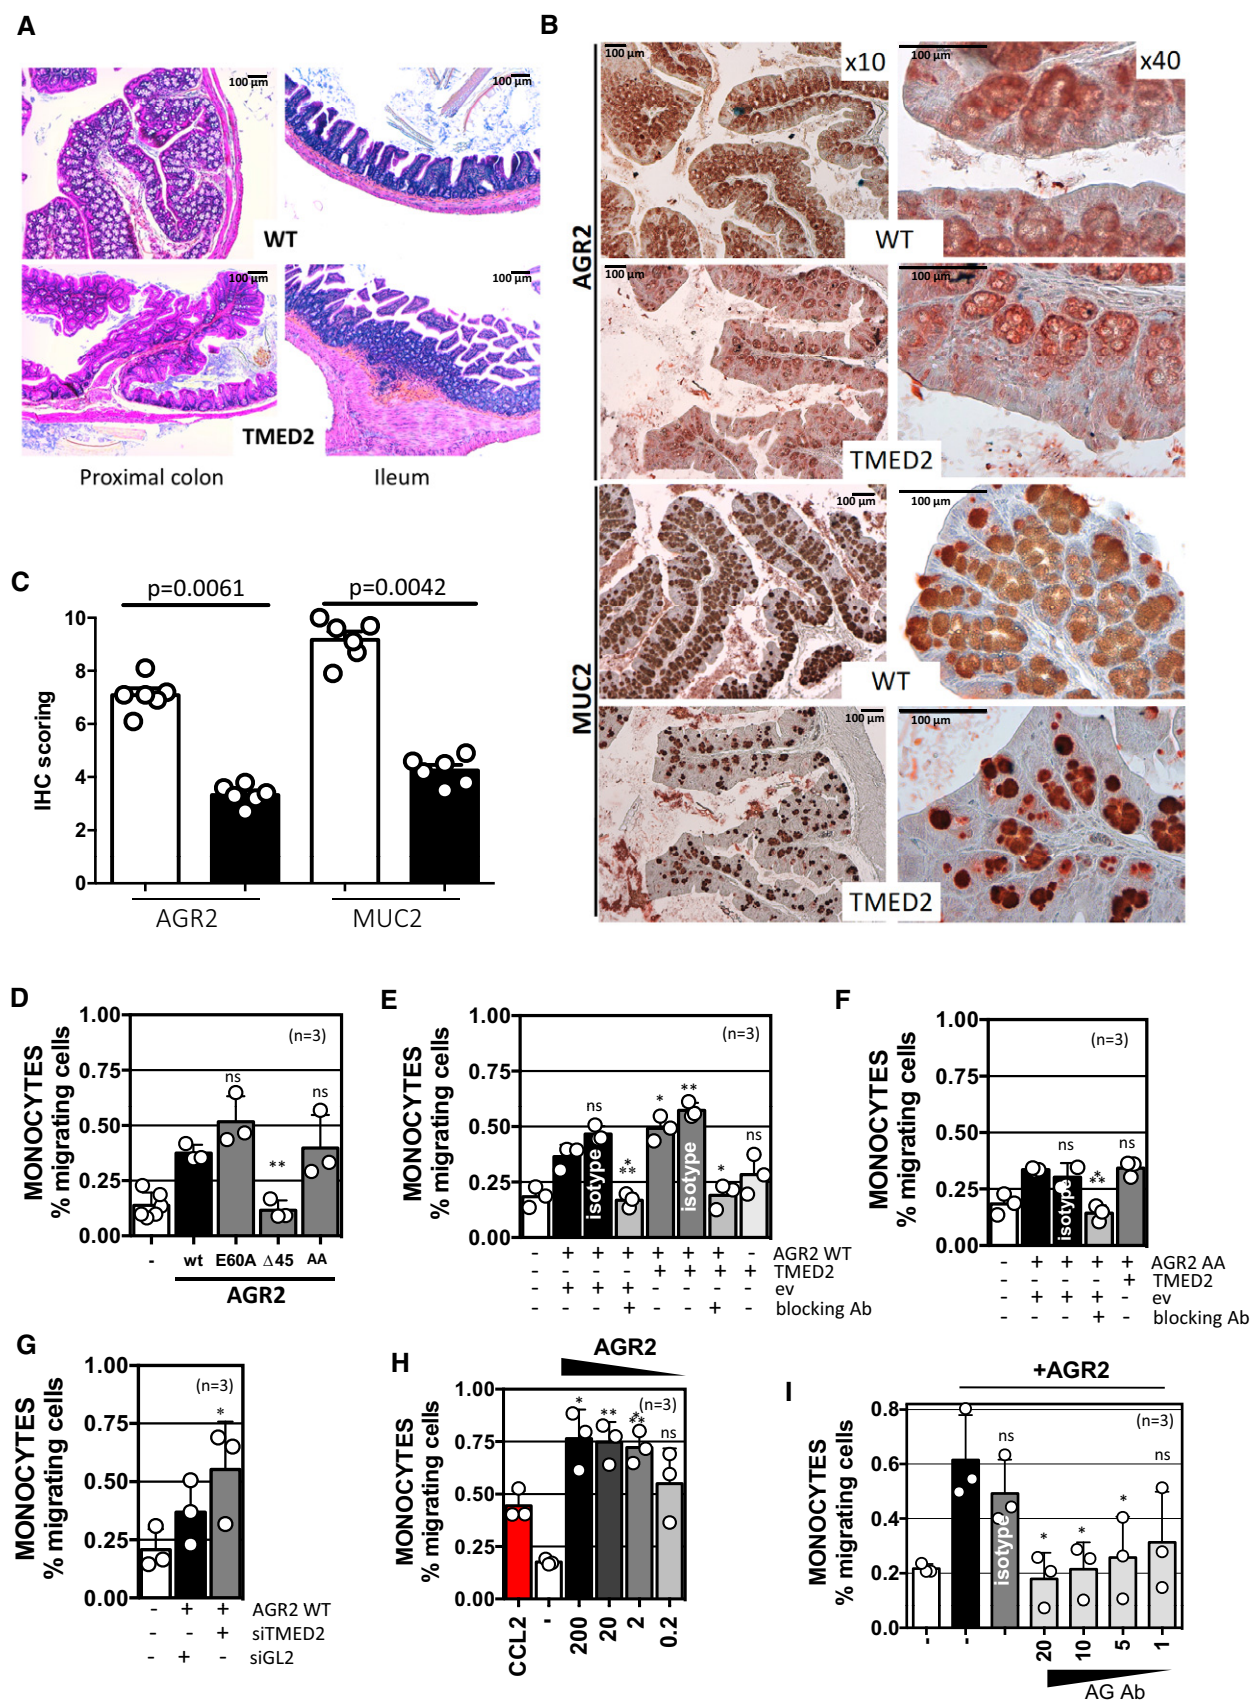 A
100 µm
100 µm
WT
100 µm
100 µm
TMED2
Proximal colon
Ileum
B
AGR2
100 µm
x10
100 µm
x40
WT
100 µm
100 µm
TMED2
MUC2
100 µm
100 µm
WT
100 µm
100 µm
TMED2
C
p=0.0061
p=0.0042
IHC scoring
10
8
6
4
2
0
AGR2
MUC2
D
MONOCYTES
% migrating cells
1.00
0.75
0.50
0.25
0.00
(n=3)
ns
**
ns
-
wt
E60A
Δ45
AA
AGR2
E
MONOCYTES
% migrating cells
1.00
0.75
0.50
0.25
0.00
(n=3)
ns
*
**
*
**
*
ns
isotype
isotype
- + + + + + + - AGR2 WT
- - - - + + + + TMED2
- + + + - - - - ev
- - - + - - + - blocking Ab
F
MONOCYTES
% migrating cells
1.00
0.75
0.50
0.25
0.00
(n=3)
ns
*
**
ns
isotype
- + + + + AGR2 AA
- - - - + TMED2
- + + + - ev
- - - + - blocking Ab
G
MONOCYTES
% migrating cells
1.00
0.75
0.50
0.25
0.00
(n=3)
*
- + + AGR2 WT
- - + siTMED2
- + - siGL2
H
AGR2
MONOCYTES
% migrating cells
1.00
0.75
0.50
0.25
0.00
(n=3)
*
**
*
**
ns
CCL2
-
200
20
2
0.2
I
+AGR2
MONOCYTES
% migrating cells
0.8
0.6
0.4
0.2
0.0
(n=3)
ns
*
*
*
ns
isotype
-
-
20
10
5
1
AG Ab